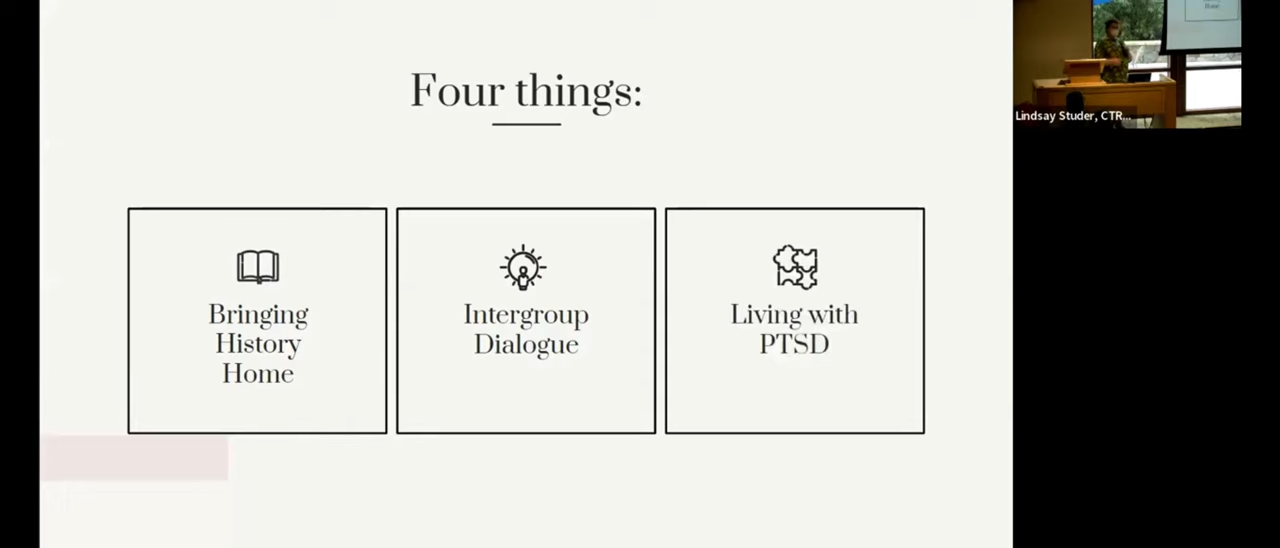 Four things:
Bringing
History
Home
Intergroup
Dialogue
Living with
PTSD
Lindsay Studer, CTR...